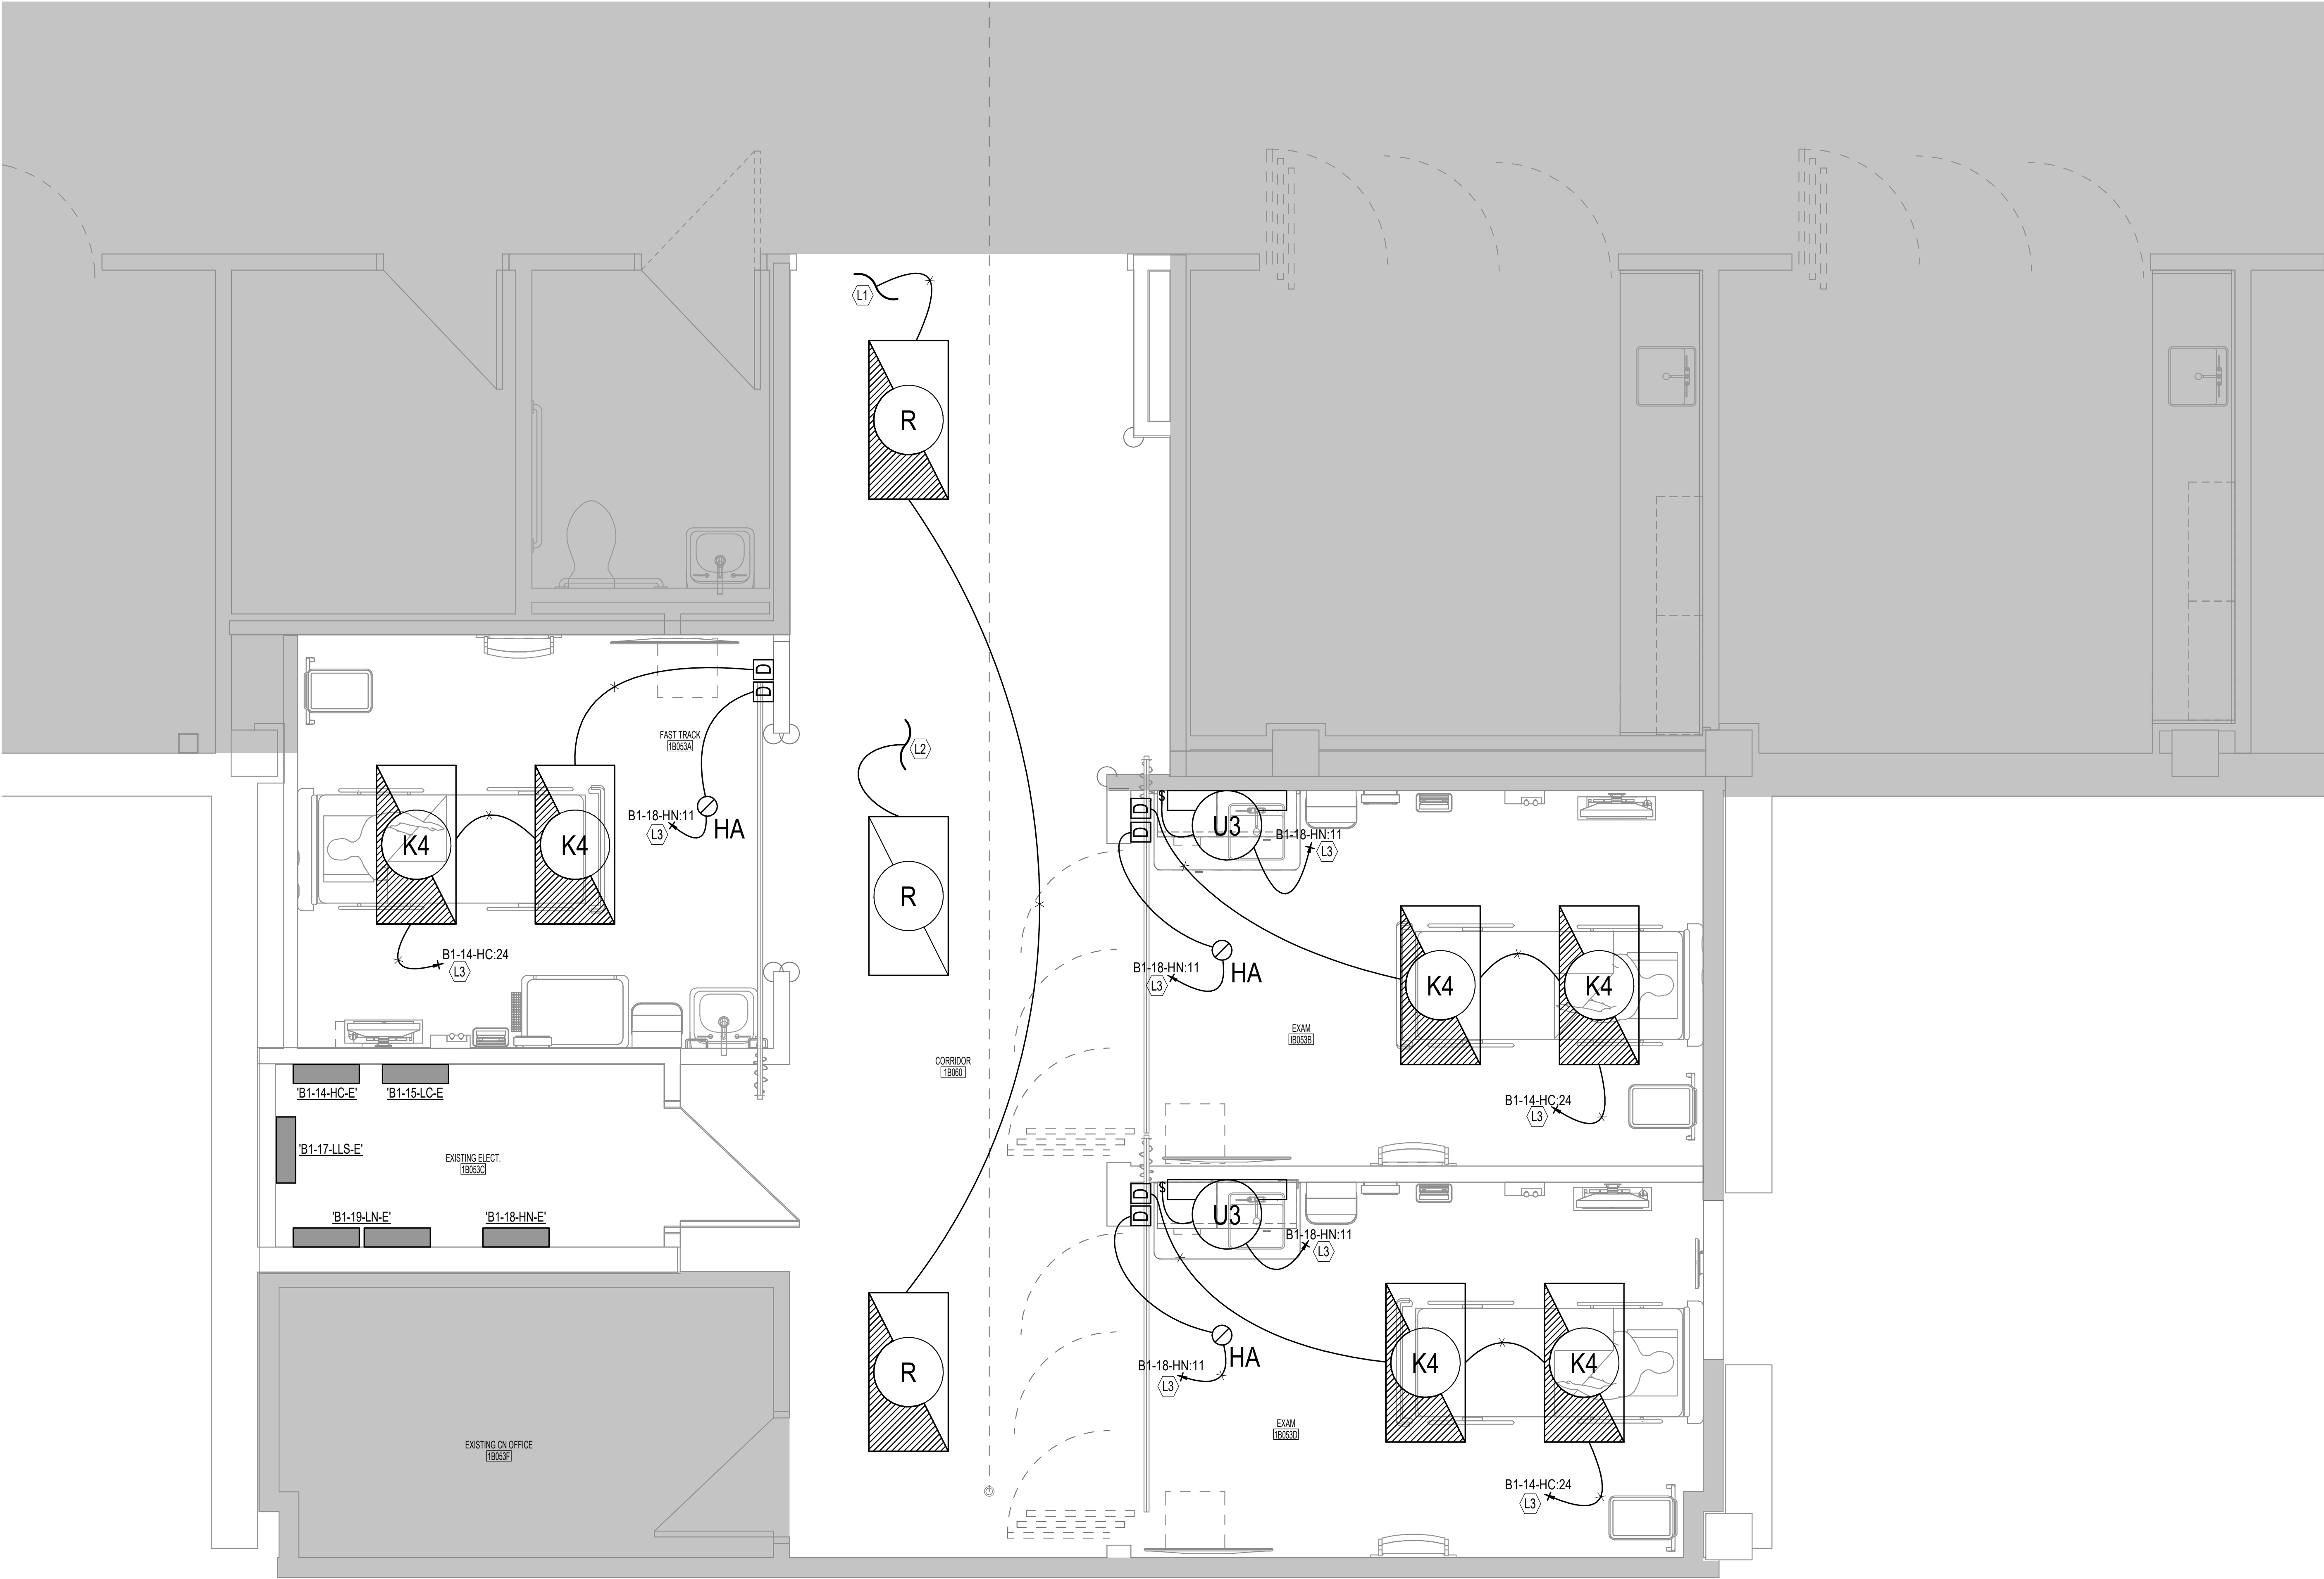 L1
R
D
D
FAST TRACK
1B053A
L2
B1-18-HN:11
L3
HA
K4
K4
B1-14-HC:24
L3
R
$
D
D
U3
B1-18-HN:11
L3
B1-18-HN:11
L3
HA
K4
K4
EXAM
IB053B
CORRIDOR
1B060
B1-14-HC:24
L3
'B1-14-HC-E'
'B1-15-LC-E
'B1-17-LLS-E'
EXISTING ELECT.
1B053C
'B1-19-LN-E'
'B1-18-HN-E'
$
D
D
U3
B1-18-HN:11
L3
B1-18-HN:11
L3
HA
K4
K4
R
EXAM
1B053D
EXISTING CN OFFICE
1B053F
B1-14-HC:24
L3